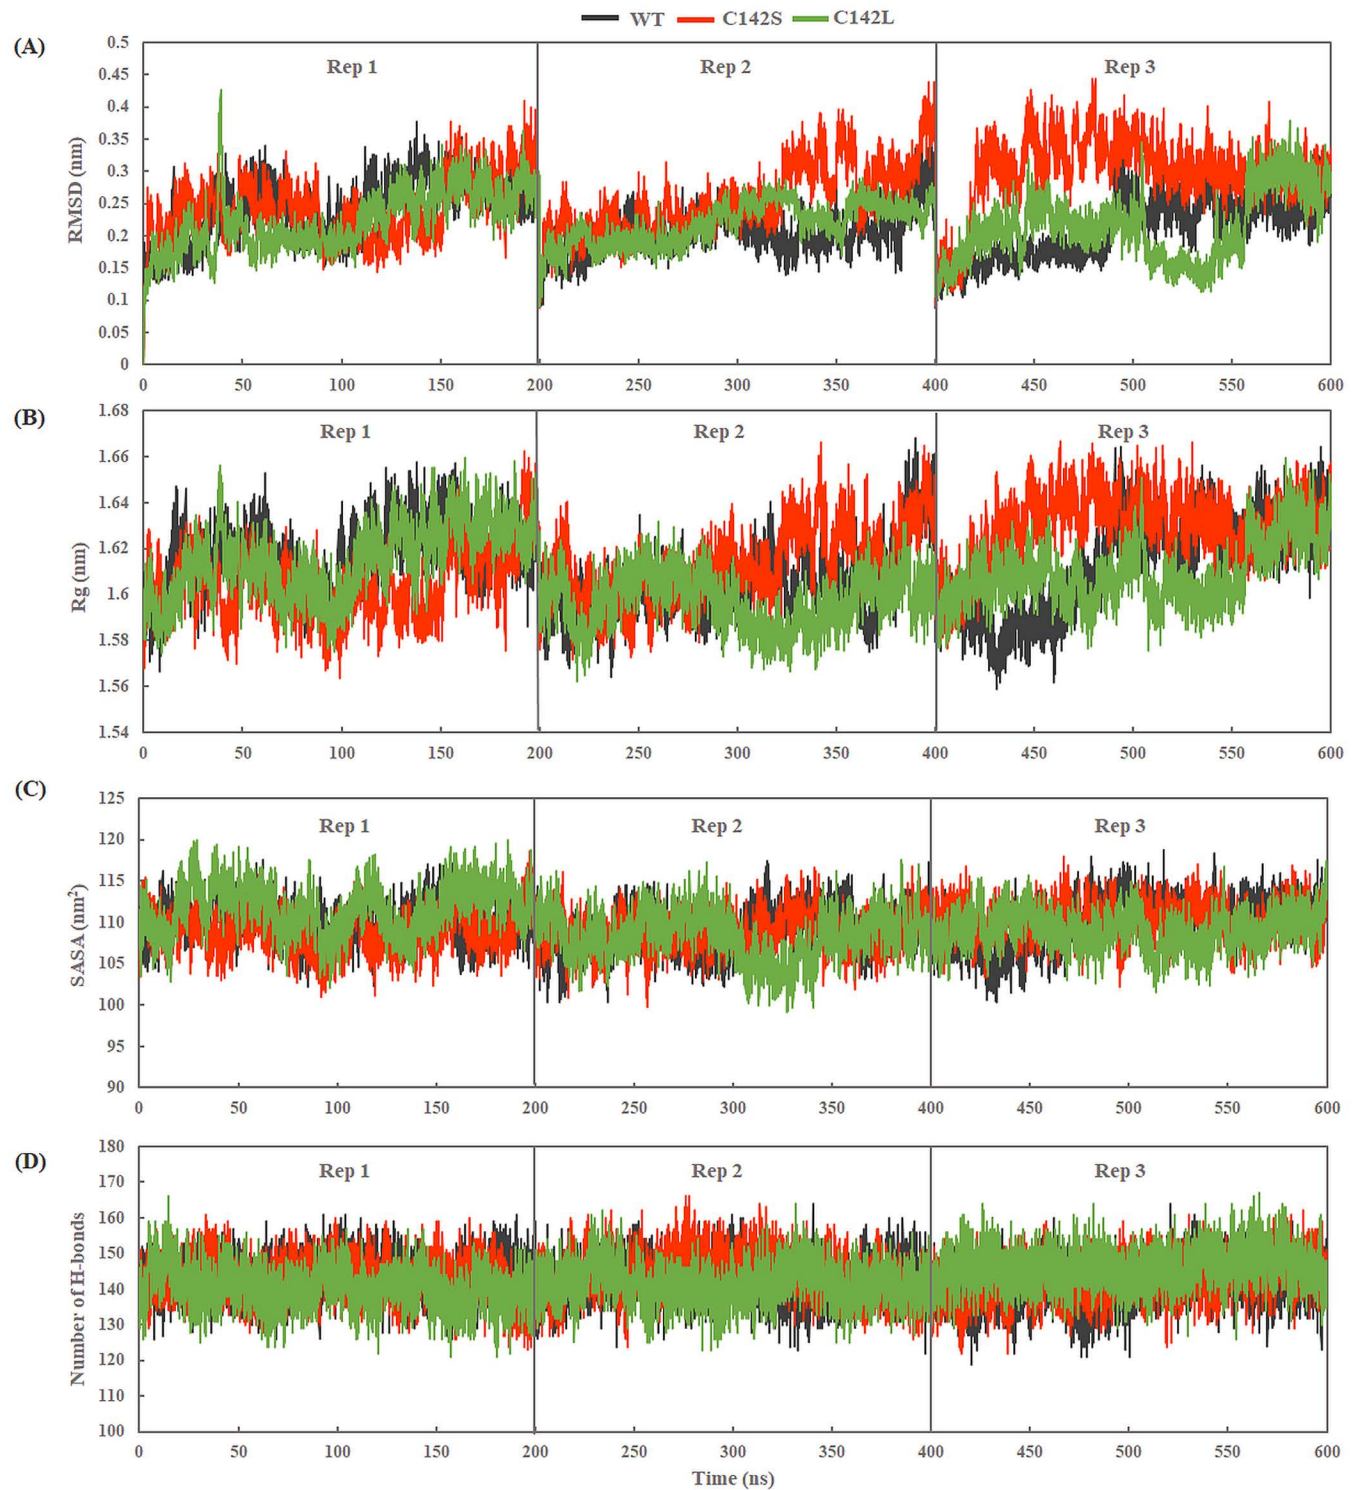 WT C142S C142L
(A)
RMSD (nm)
0.5
0.45
0.4
0.35
0.3
0.25
0.2
0.15
0.1
0.05
0
Rep 1 Rep 2 Rep 3
0 50 100 150 200 250 300 350 400 450 500 550 600
(B)
Rg (nm)
1.68
1.66
1.64
1.62
1.6
1.58
1.56
1.54
Rep 1 Rep 2 Rep 3
0 50 100 150 200 250 300 350 400 450 500 550 600
(C)
SASA (nm²)
125
120
115
110
105
100
95
90
Rep 1 Rep 2 Rep 3
0 50 100 150 200 250 300 350 400 450 500 550 600
(D)
Number of H-bonds
180
170
160
150
140
130
120
110
100
Rep 1 Rep 2 Rep 3
0 50 100 150 200 250 300 350 400 450 500 550 600
Time (ns)